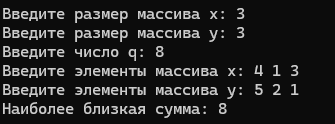 Введите размер массива x: 3
Введите размер массива y: 3
Введите число q: 8
Введите элементы массива x: 4 1 3
Введите элементы массива y: 5 2 1
Наиболее близкая сумма: 8